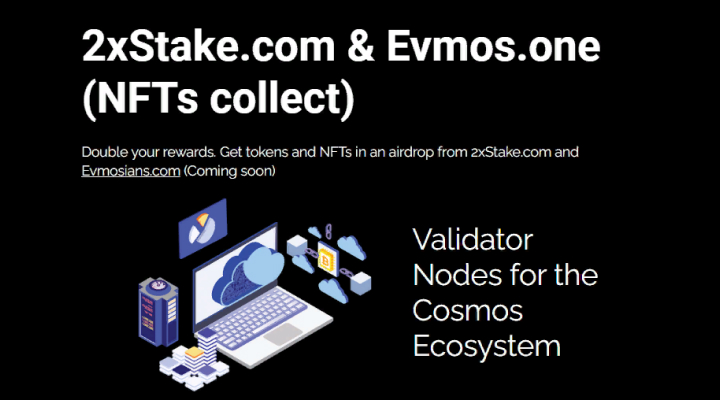 2xStake.com & Evmos.one
(NFTs collect)
Double your rewards. Get tokens and NFTs in an airdrop from 2xStake.com and
Evmosians.com (Coming soon)
Validator
Nodes for the
Cosmos
Ecosystem